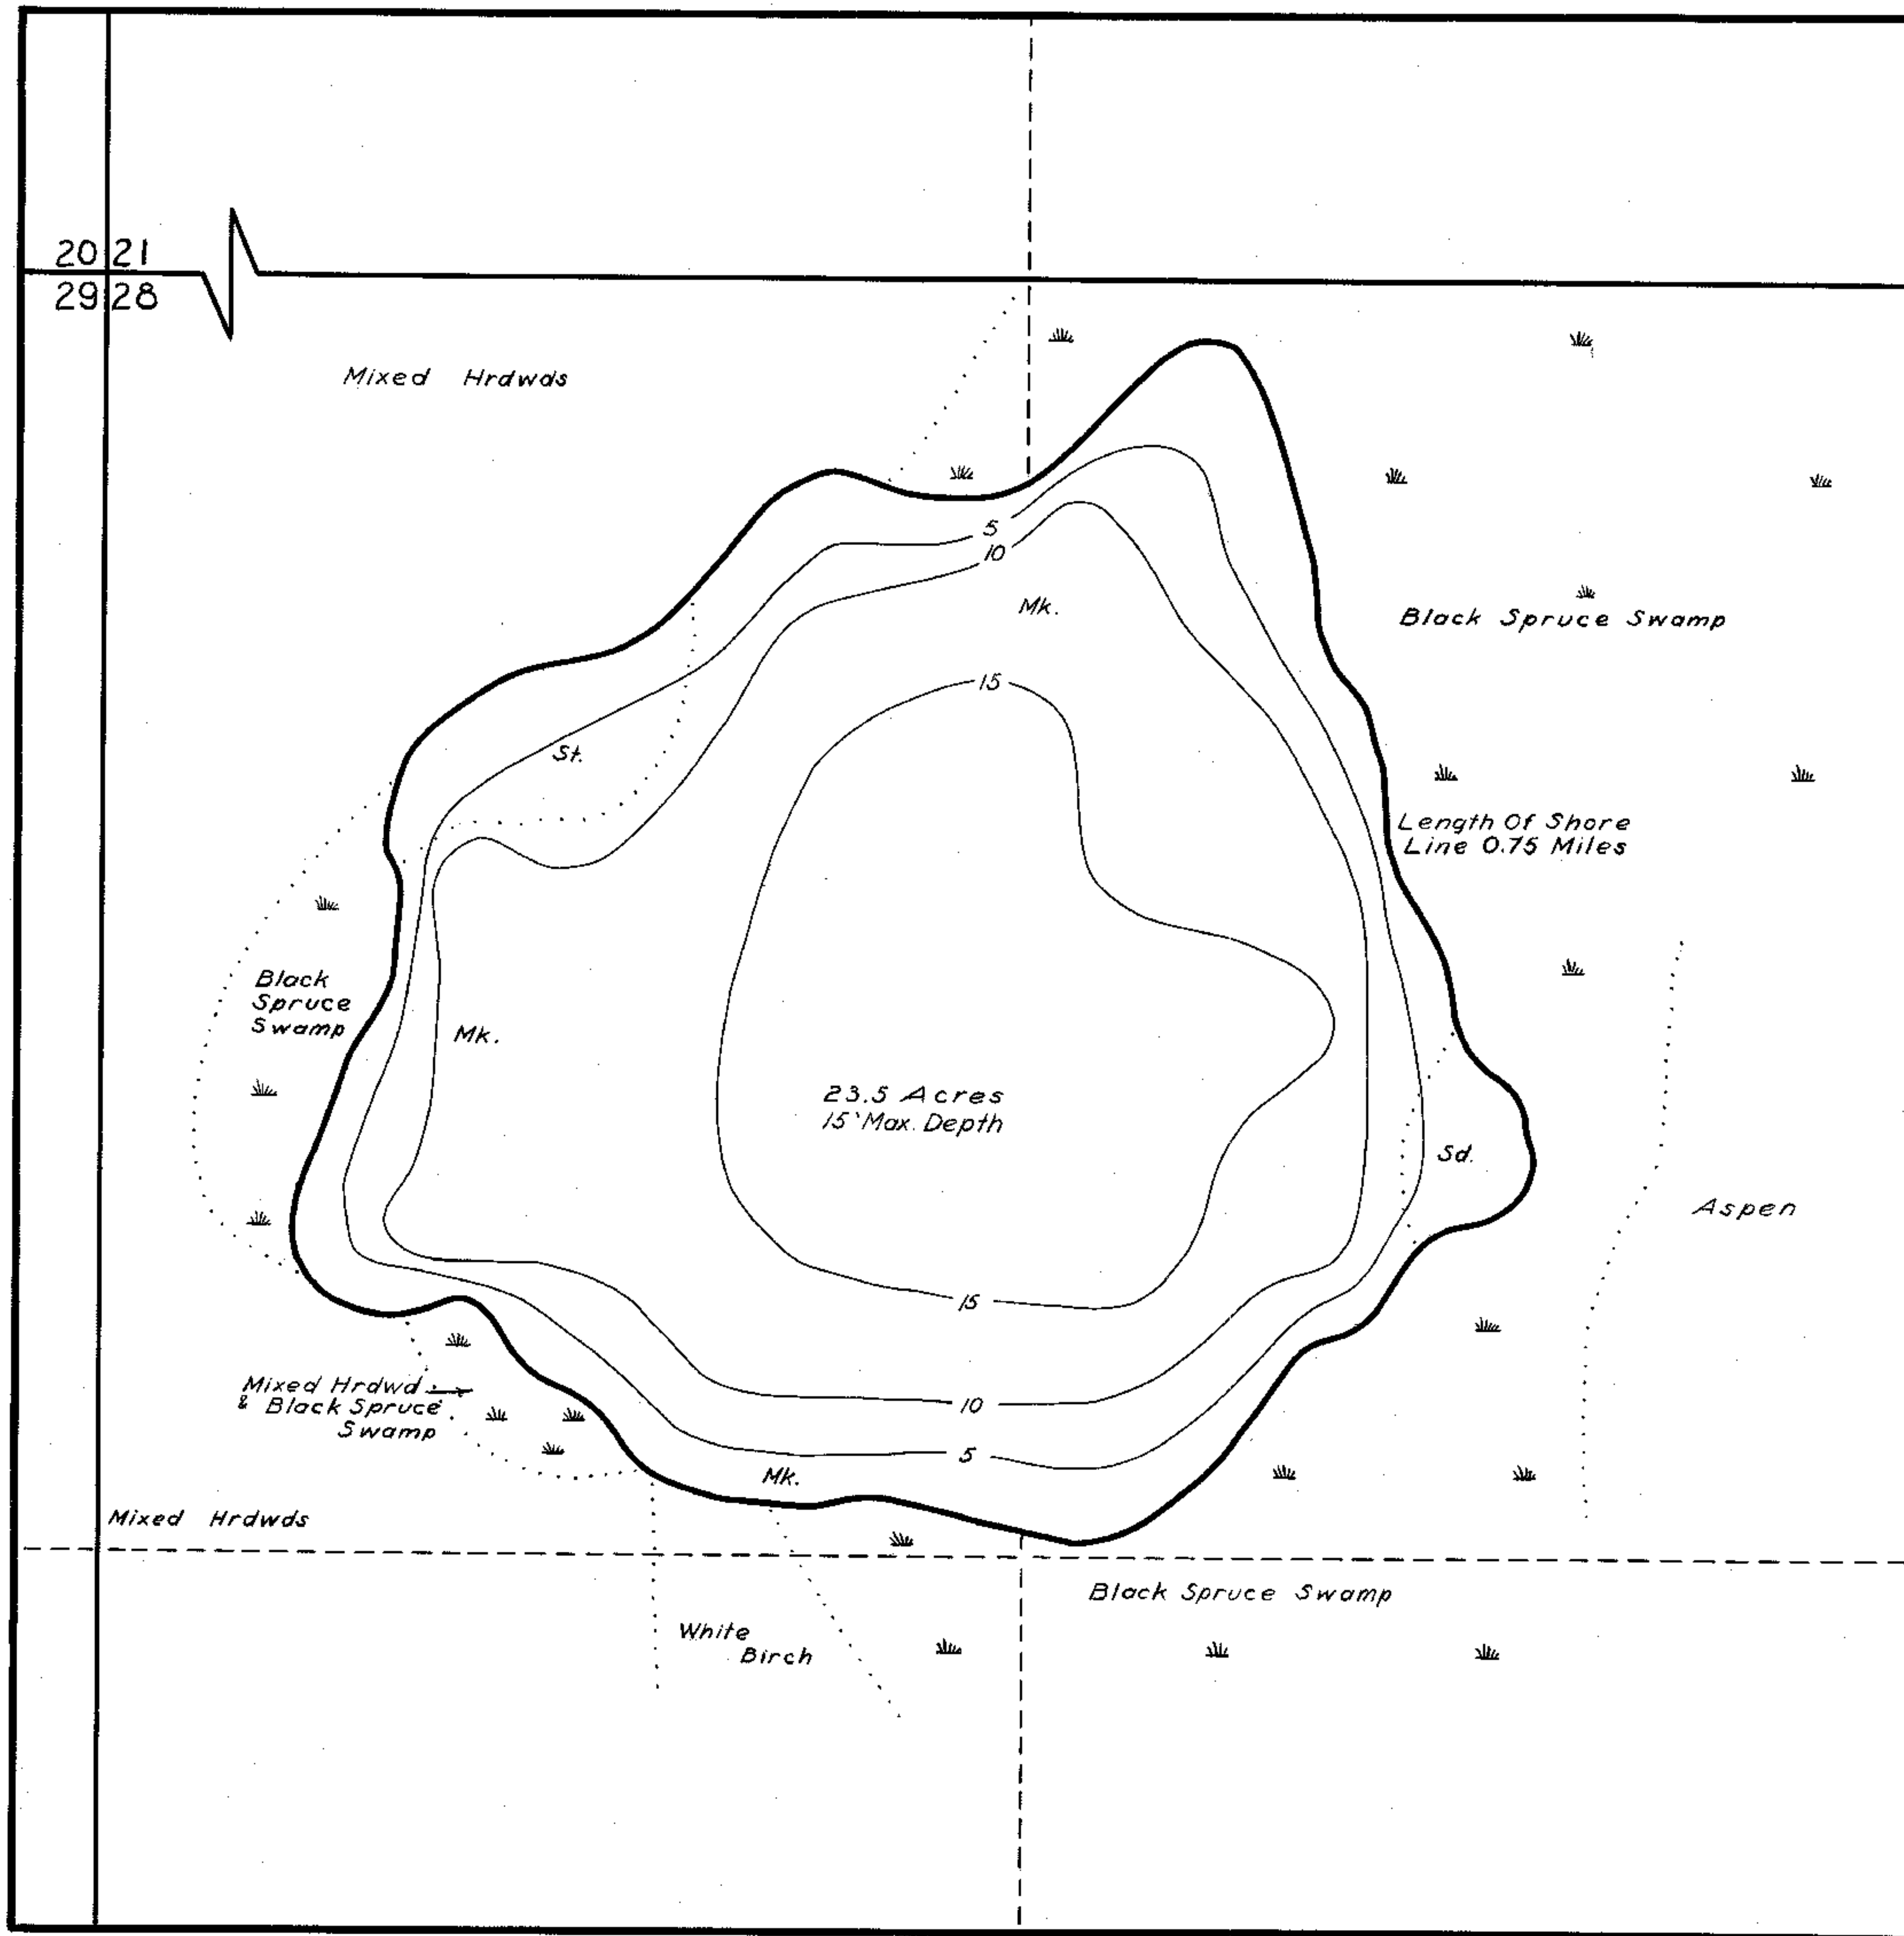 20 21
29 28
Mixed Hrdwds
5
10
Mk.
Black Spruce Swamp
15
St.
Length Of Shore
Line 0.75 Miles
Black
Spruce
Swamp
Mk.
23.5 Acres
15' Max. Depth
Sd.
Aspen
15
Mixed Hrdwd
& Black Spruce
Swamp
10
5
Mk.
Mixed Hrdwds
Black Spruce Swamp
White
Birch